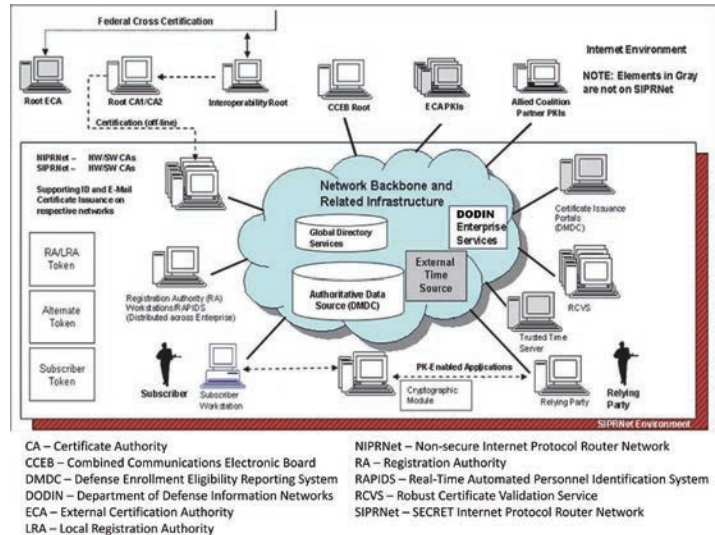 Federal Cross Certification
Internet Environment
NOTE: Elements in Gray
are not on SIPRNet
Root ECA
Root CA1/CA2
Interoperability Root
CCEB Root
ECA PKIs
Allied Coalition
Partner PKIs
Certification (off-line)
NIPRNet – HW/SW CAs
SIPRNet – HW/SW CAs
Supporting ID and E-Mail
Certificate Issuance on
respective networks
Network Backbone and
Related Infrastructure
Global Directory
Services
DODIN
Enterprise
Services
Certificate Issuance
Portals
(DMDC)
RA/LRA
Token
External
Time
Source
Registration Authority (RA)
Workstations/RAPIDS
(Distributed across Enterprise)
Authoritative Data
Source (DMDC)
RCVS
Alternate
Token
Trusted Time
Server
Subscriber
Token
Subscriber
Subscriber
Workstation
PK-Enabled Applications
Cryptographic
Module
Relying Party
Relying
Party
SIPRNet Environment
CA – Certificate Authority
CCEB – Combined Communications Electronic Board
DMDC – Defense Enrollment Eligibility Reporting System
DODIN – Department of Defense Information Networks
ECA – External Certification Authority
LRA – Local Registration Authority
NIPRNet – Non-secure Internet Protocol Router Network
RA – Registration Authority
RAPIDS – Real-Time Automated Personnel Identification System
RCVS – Robust Certificate Validation Service
SIPRNet – SECRET Internet Protocol Router Network